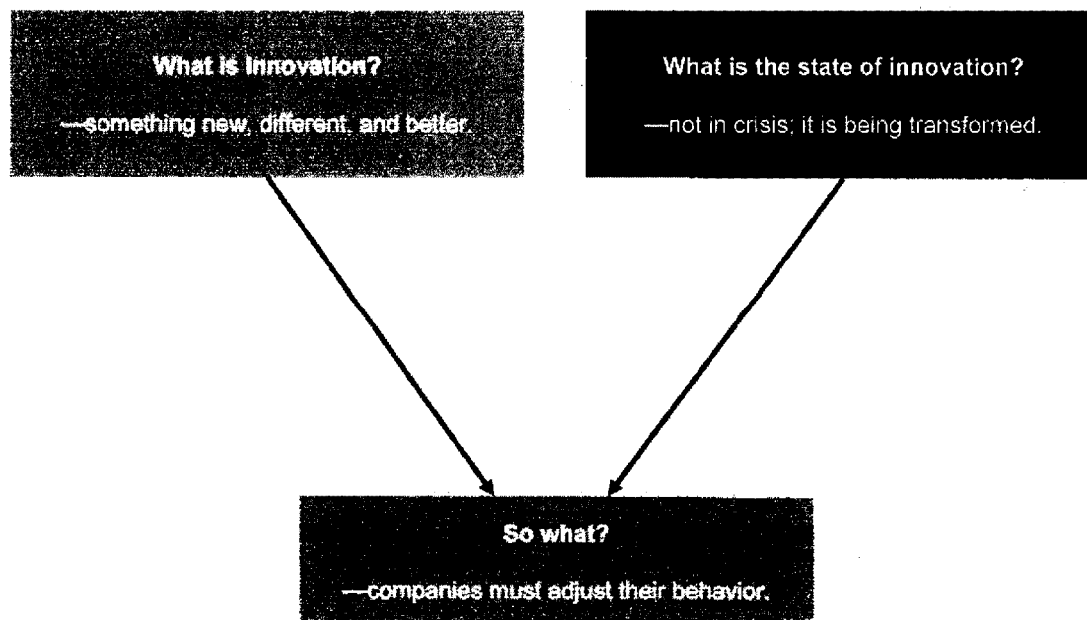 What is innovation?
—something new, different, and better.
What is the state of innovation?
—not in crisis; it is being transformed.
So what?
—companies must adjust their behavior.